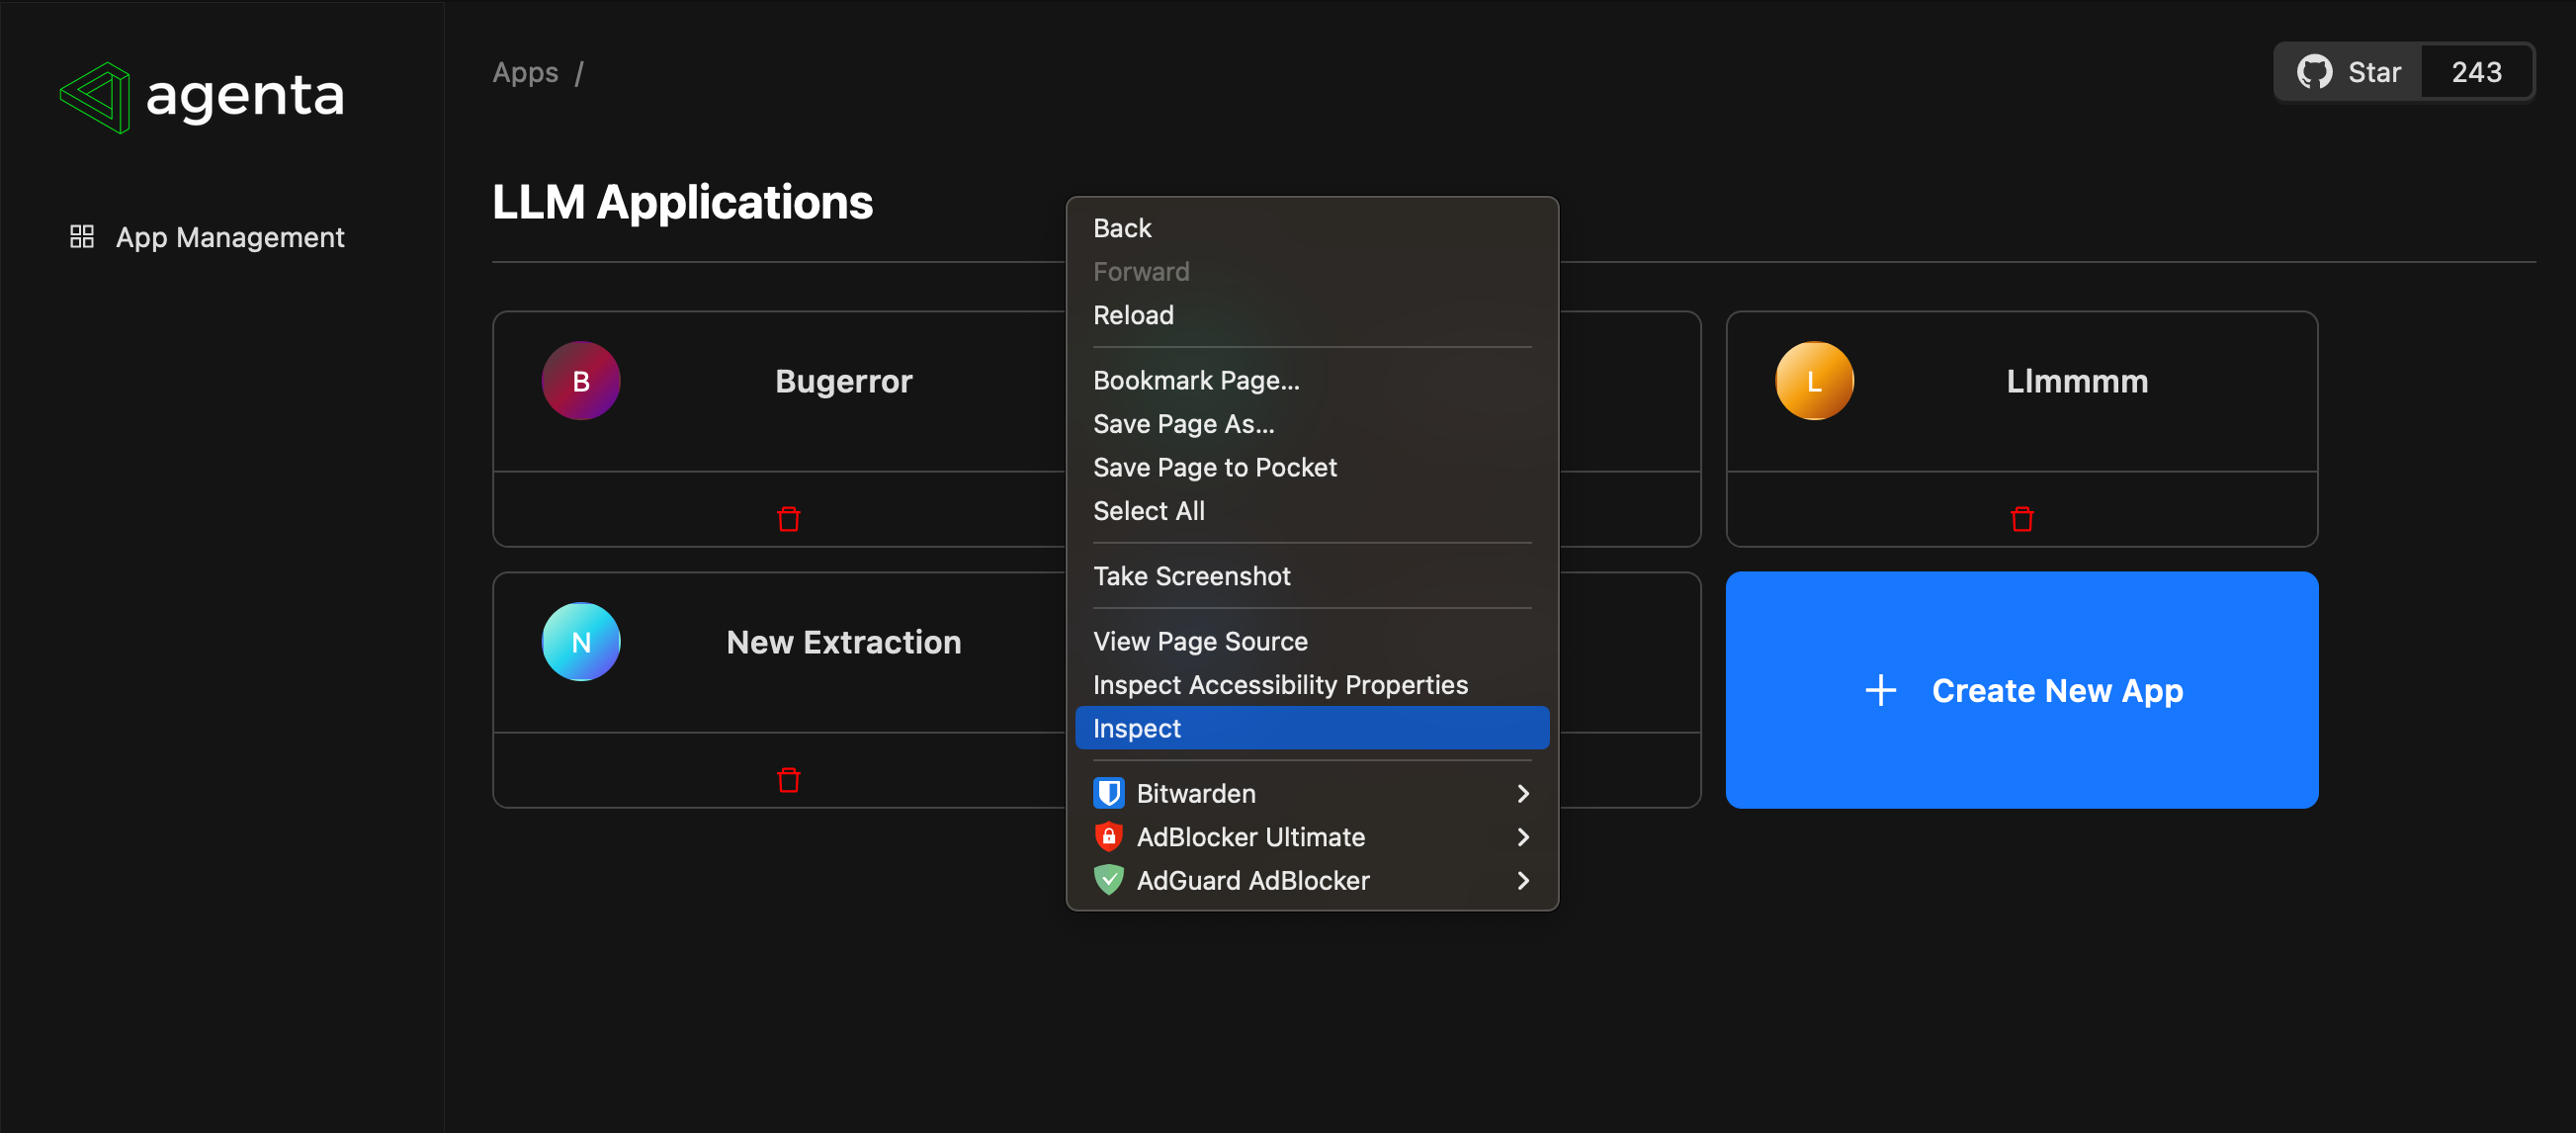 agenta
App Management
Apps /
Star 243
LLM Applications
B Bugerror
L Llmmmm
N New Extraction
Create New App
Back
Forward
Reload
Bookmark Page...
Save Page As...
Save Page to Pocket
Select All
Take Screenshot
View Page Source
Inspect Accessibility Properties
Inspect
Bitwarden
AdBlocker Ultimate
AdGuard AdBlocker